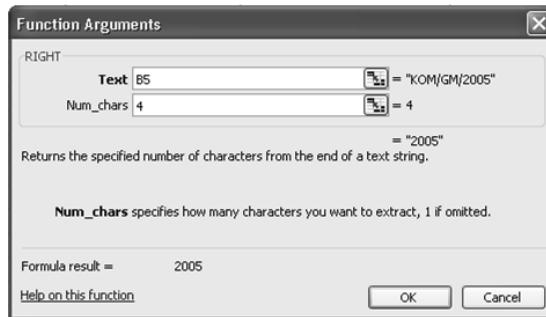 Function Arguments
RIGHT
Text B5 = "KOM/GM/2005"
Num_chars 4 = 4
= "2005"
Returns the specified number of characters from the end of a text string.
Num_chars specifies how many characters you want to extract, 1 if omitted.
Formula result = 2005
Help on this function OK Cancel